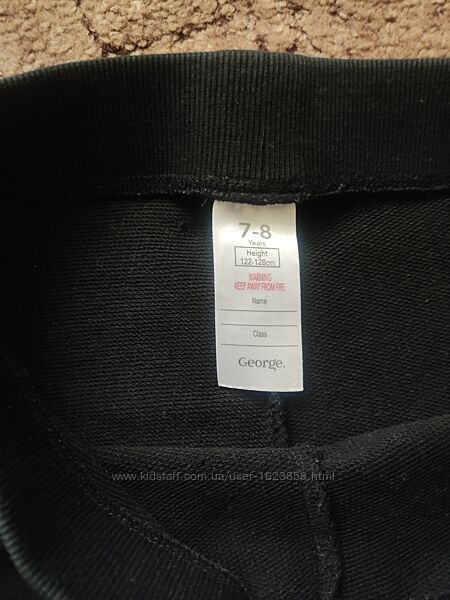 7-8
Years
Height
122-128cm
WARNING
KEEP AWAY FROM FIRE
Name
Class
George.
www.kidstaff.com.ua/user-1623858.html